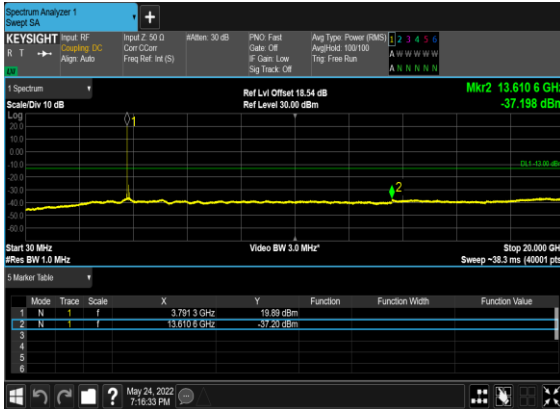 Spectrum Analyzer 1
Swept SA
+
KEYSIGHT Input: RF Input Z: 50 Ω #Atten: 30 dB PNO: Fast Avg Type: Power (RMS) 1 2 3 4 5 6
R T Coupling: DC Corr CCorr Gate: Off Avg|Hold: 100/100 A W W W W W
Align: Auto Freq Ref: Int (S) IF Gain: Low Trig: Free Run
Sig Track: Off A N N N N N
1 Spectrum Ref Lvl Offset 18.54 dB Mkr2 13.610 6 GHz
Scale/Div 10 dB Ref Level 30.00 dBm -37.198 dBm
Log
20.0
10.0
0.00
-10.0
-20.0
-30.0
-40.0
-50.0
-60.0
1
DL1 -13.00 dBm
2
Start 30 MHz Video BW 3.0 MHz* Stop 20.000 GH
#Res BW 1.0 MHz Sweep ~38.3 ms (40001 pts
5 Marker Table
Mode Trace Scale X Y Function Function Width Function Value
1 N 1 f 3.791 3 GHz 19.89 dBm
2 N 1 f 13.610 6 GHz -37.20 dBm
3
4
5
6
? May 24, 2022
7:16:33 PM